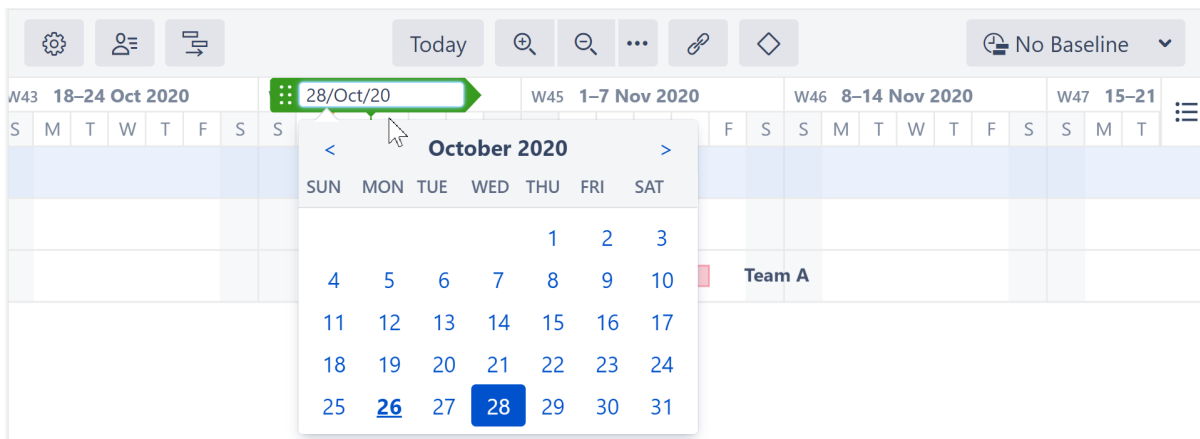 Today
No Baseline
W43 18–24 Oct 2020
28/Oct/20
W45 1–7 Nov 2020
W46 8–14 Nov 2020
W47 15–21
S M T W T F S S F S S M T W T F S S M T
< October 2020 >
SUN MON TUE WED THU FRI SAT
1 2 3
4 5 6 7 8 9 10
11 12 13 14 15 16 17
18 19 20 21 22 23 24
25 26 27 28 29 30 31
Team A